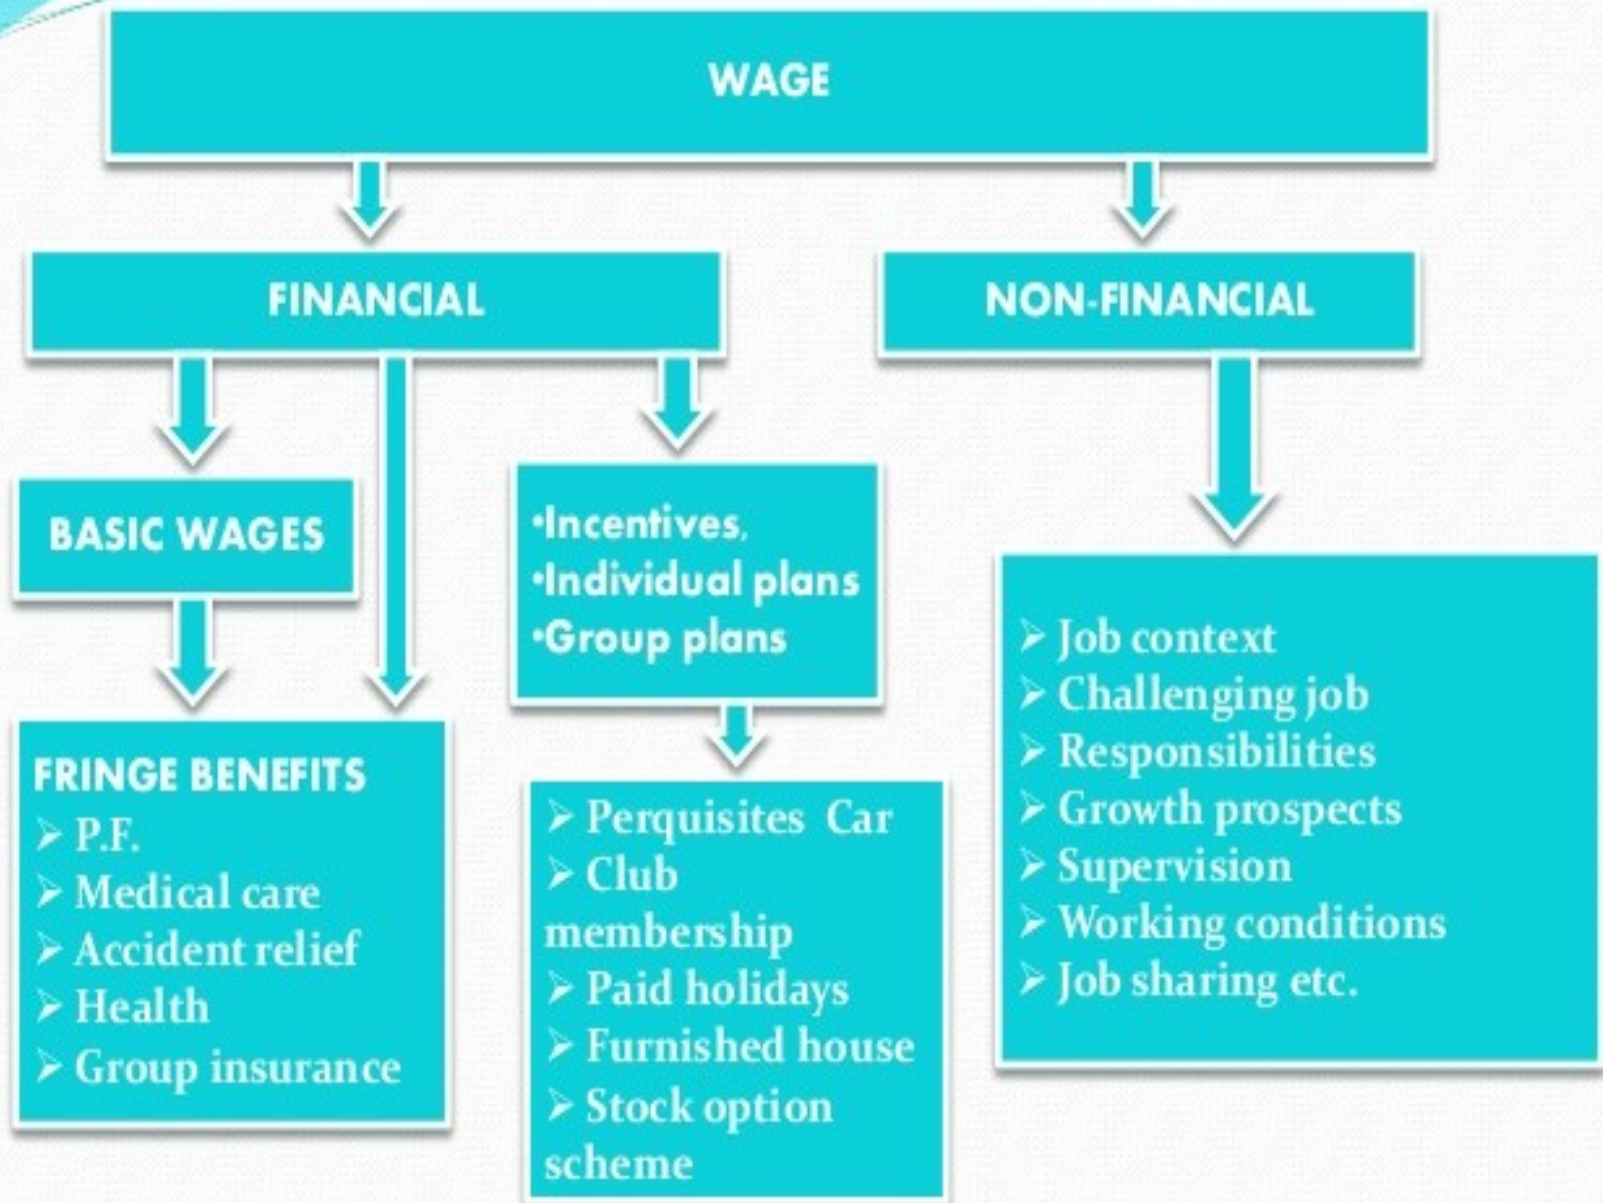 WAGE
FINANCIAL
NON-FINANCIAL
BASIC WAGES
•Incentives,
•Individual plans
•Group plans
FRINGE BENEFITS
➢ P.F.
➢ Medical care
➢ Accident relief
➢ Health
➢ Group insurance
➢ Perquisites Car
➢ Club
membership
➢ Paid holidays
➢ Furnished house
➢ Stock option
scheme
➢ Job context
➢ Challenging job
➢ Responsibilities
➢ Growth prospects
➢ Supervision
➢ Working conditions
➢ Job sharing etc.